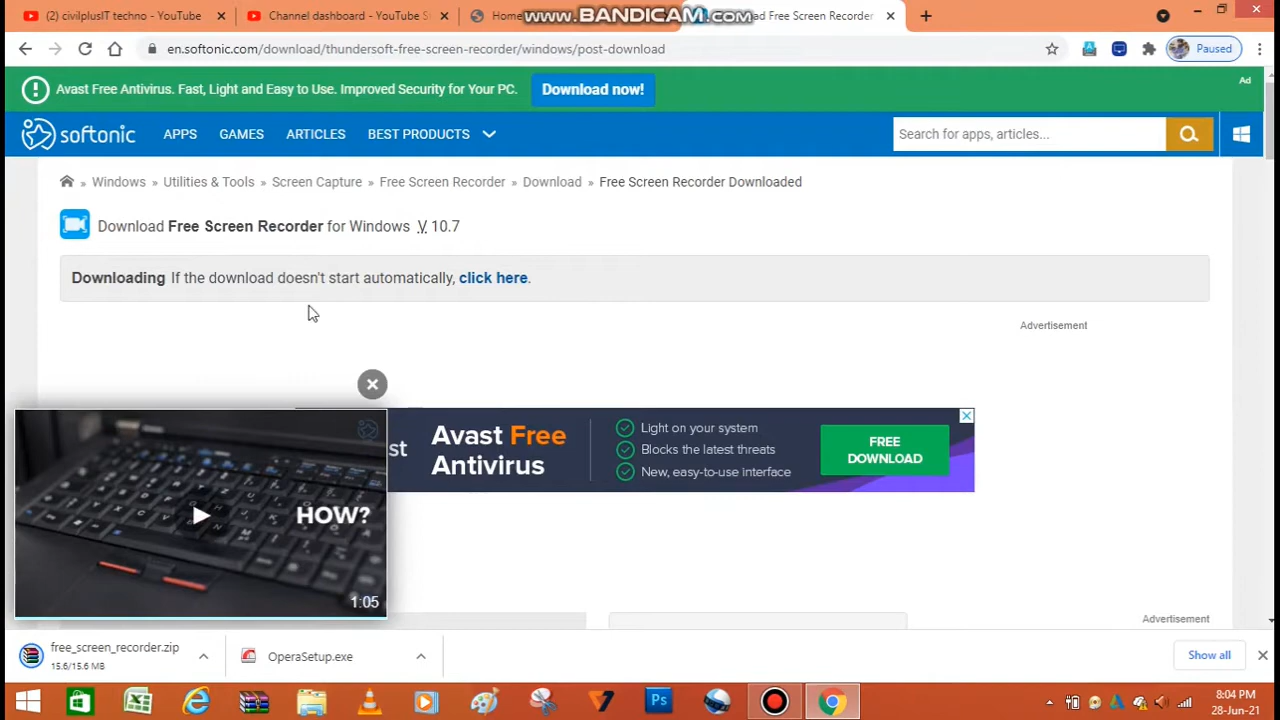 (2) civilplusIT techno - YouTube
Channel dashboard - YouTube S
Home
www.BANDICAM.com
d Free Screen Recorder
en.softonic.com/download/thundersoft-free-screen-recorder/windows/post-download
Paused
Avast Free Antivirus. Fast, Light and Easy to Use. Improved Security for Your PC.
Download now!
Ad
softonic
APPS
GAMES
ARTICLES
BEST PRODUCTS
Search for apps, articles...
» Windows » Utilities & Tools » Screen Capture » Free Screen Recorder » Download » Free Screen Recorder Downloaded
Download Free Screen Recorder for Windows V 10.7
Downloading If the download doesn't start automatically, click here.
Advertisement
st
Avast Free
Antivirus
Light on your system
Blocks the latest threats
New, easy-to-use interface
FREE
DOWNLOAD
HOW?
1:05
Advertisement
free_screen_recorder.zip
15.6/15.6 MB
OperaSetup.exe
Show all
Ps
8:04 PM
28-Jun-21